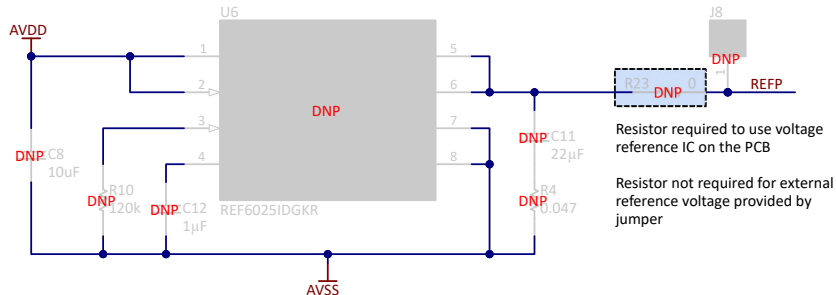 U6
J8
AVDD
1
5
DNP
2
6
R23
DNP
0
1
REFP
DNP
3
7
Resistor required to use voltage
reference IC on the PCB
DNP
C8
10uF
4
8
DNP
C11
22µF
Resistor not required for external
reference voltage provided by
jumper
DNP
R10
120k
DNP
C12
1µF
REF6025IDGKR
DNP
R4
0.047
AVSS